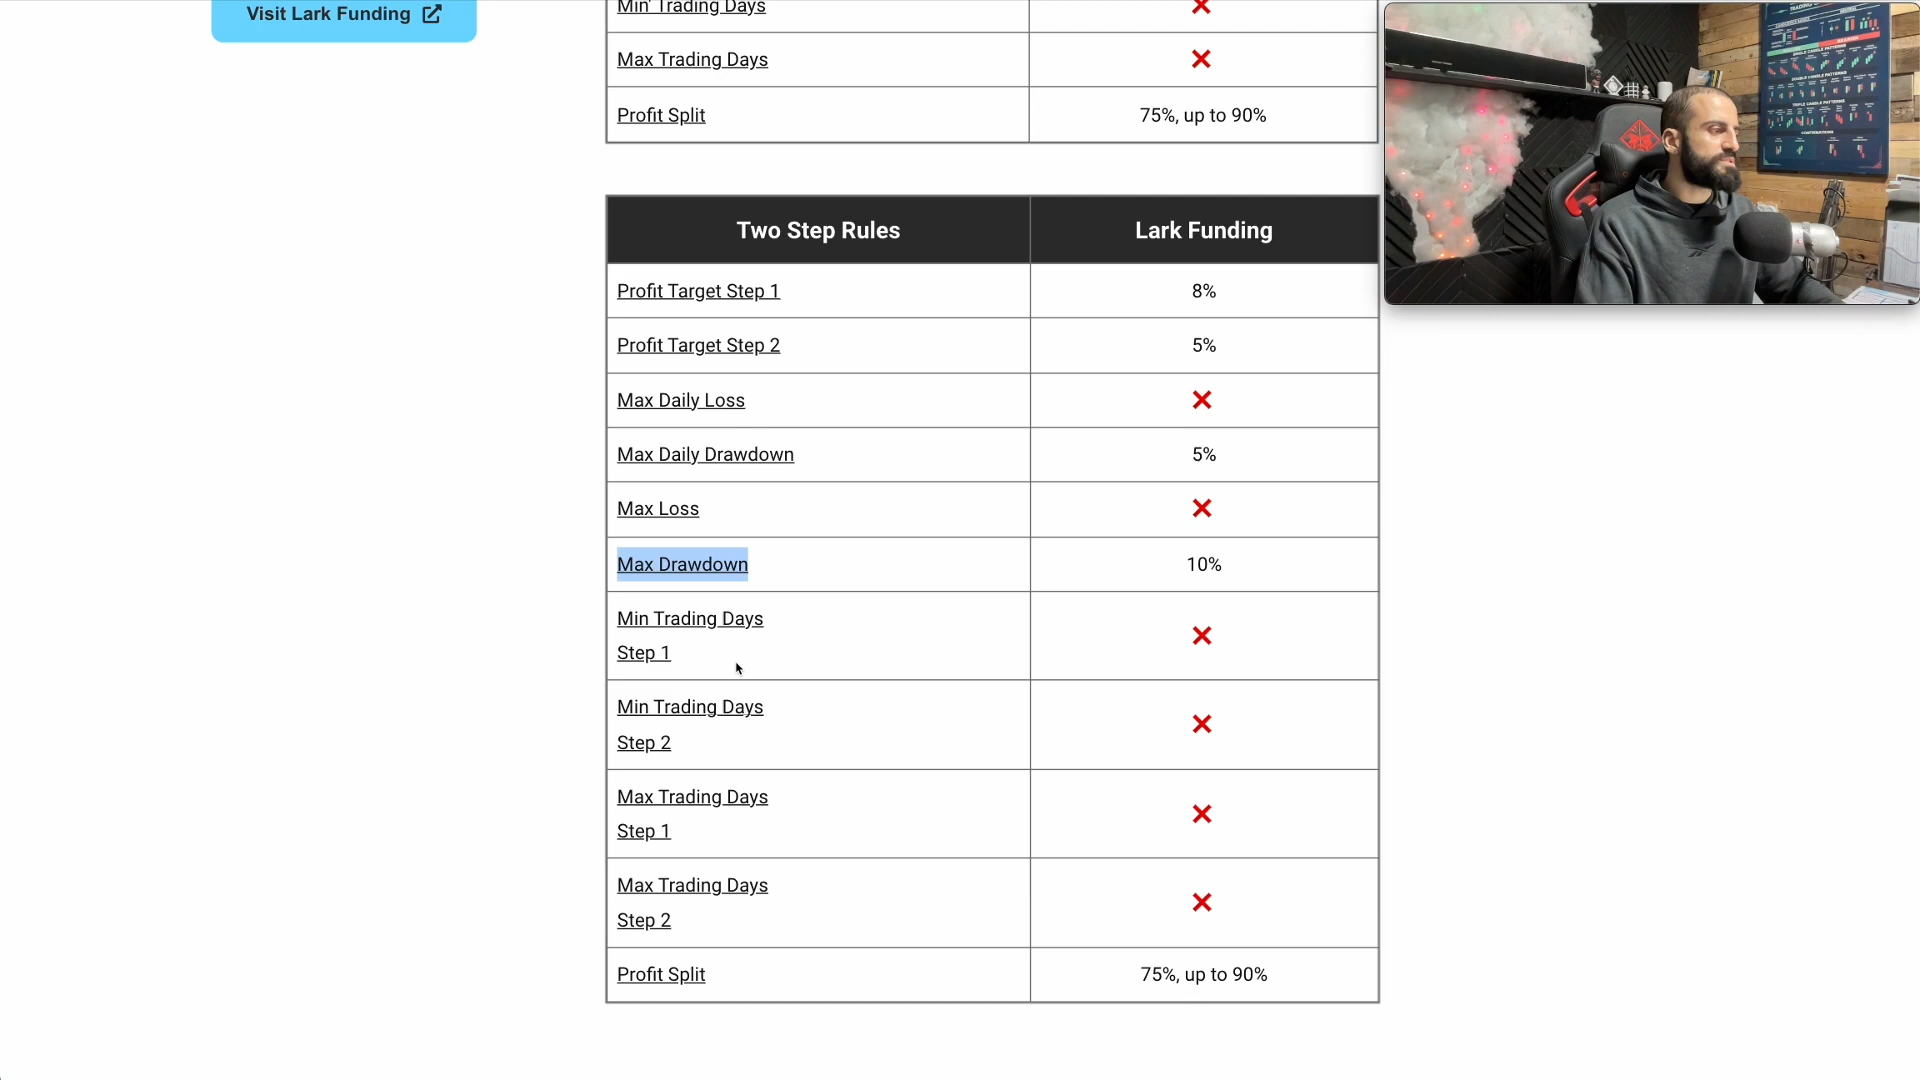 Visit Lark Funding
Min' Trading Days ❌
Max Trading Days ❌
Profit Split 75%, up to 90%
Two Step Rules Lark Funding
Profit Target Step 1 8%
Profit Target Step 2 5%
Max Daily Loss ❌
Max Daily Drawdown 5%
Max Loss ❌
Max Drawdown 10%
Min Trading Days
Step 1 ❌
Min Trading Days
Step 2 ❌
Max Trading Days
Step 1 ❌
Max Trading Days
Step 2 ❌
Profit Split 75%, up to 90%